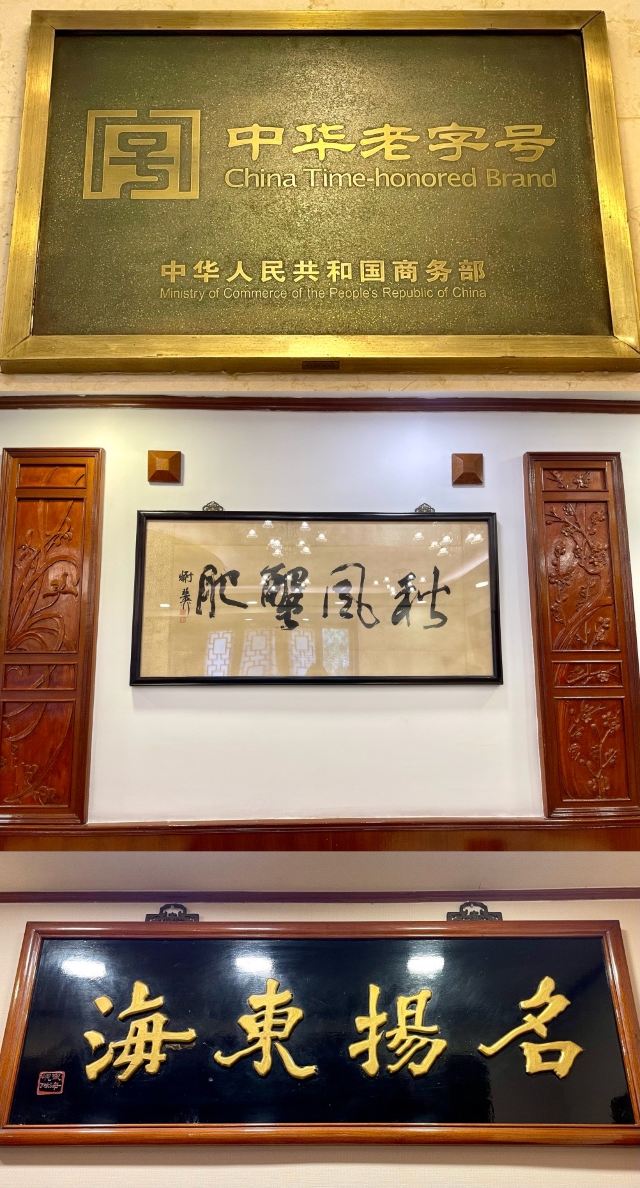 中华老字号
China Time-honored Brand
中华人民共和国商务部
Ministry of Commerce of the People's Republic of China
秋风蟹肥
名揚東海